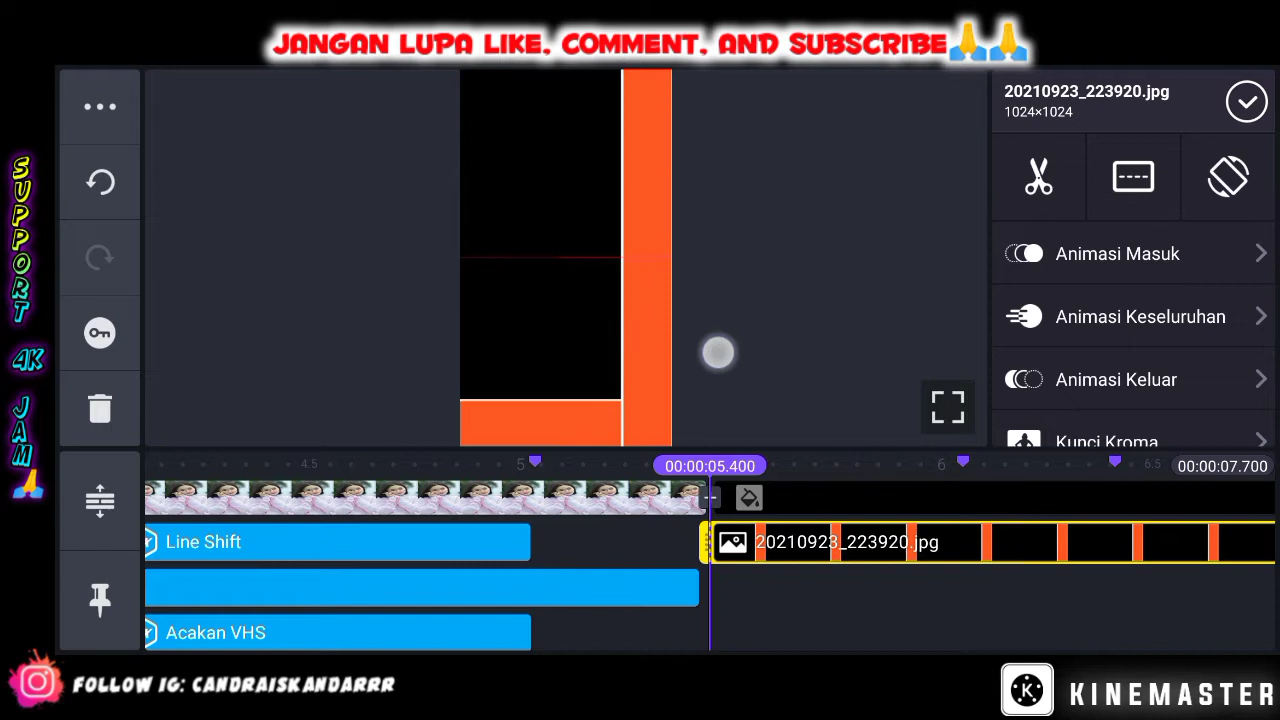 JANGAN LUPA LIKE, COMMENT, AND SUBSCRIBE🙏🙏
20210923_223920.jpg
1024×1024
SUPPORT 4K JAM🙏
Animasi Masuk
Animasi Keseluruhan
Animasi Keluar
Kunci Kroma
4.5
5
00:00:05.400
6
6.5
00:00:07.700
Line Shift
20210923_223920.jpg
Acakan VHS
FOLLOW IG: CANDRAISKANDARRR
K KINEMASTER